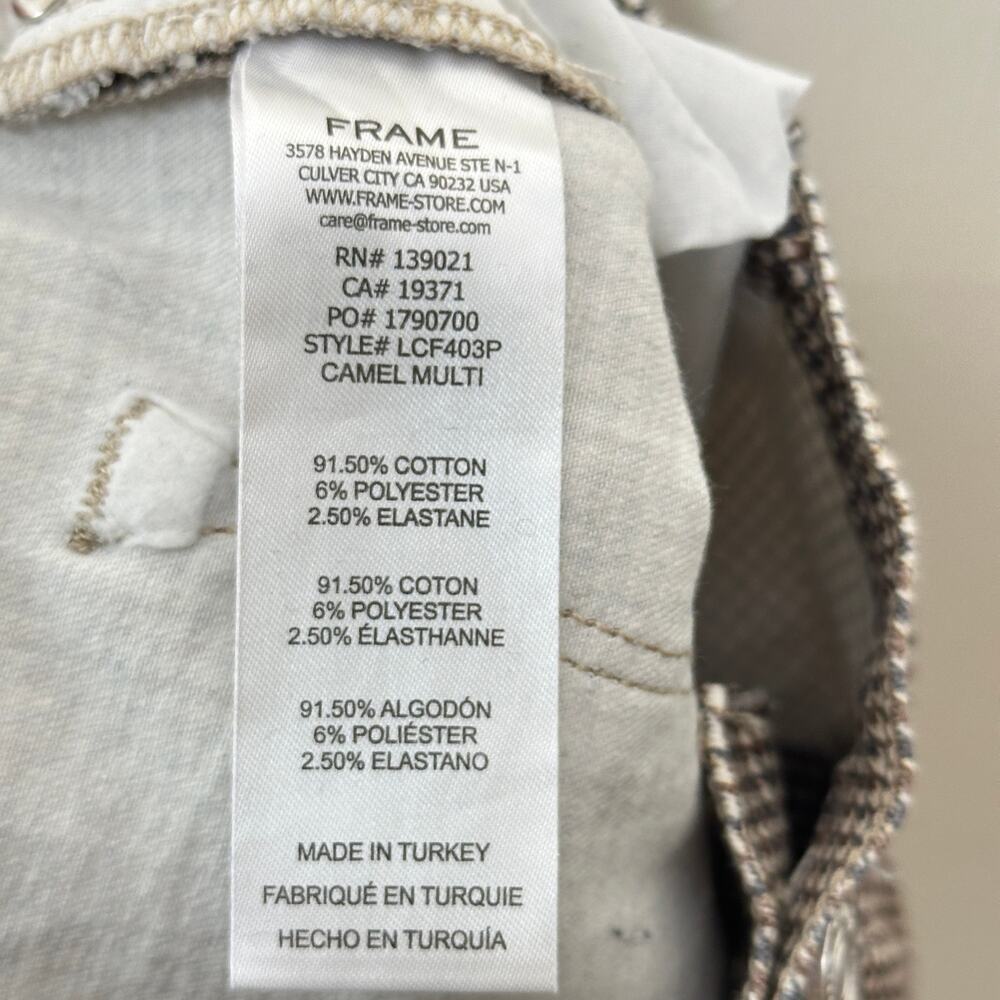 FRAME
3578 HAYDEN AVENUE STE N-1
CULVER CITY CA 90232 USA
WWW.FRAME-STORE.COM
care@frame-store.com
RN# 139021
CA# 19371
PO# 1790700
STYLE# LCF403P
CAMEL MULTI
91.50% COTTON
6% POLYESTER
2.50% ELASTANE
91.50% COTON
6% POLYESTER
2.50% ÉLASTHANNE
91.50% ALGODÓN
6% POLIÉSTER
2.50% ELASTANO
MADE IN TURKEY
FABRIQUÉ EN TURQUIE
HECHO EN TURQUÍA